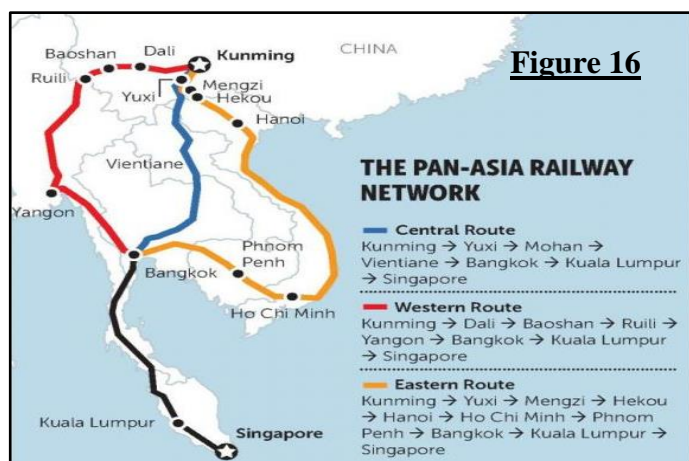 CHINA
Figure 16
Baoshan
Dali
Kunming
Ruili
Mengzi
Yuxi
Hekou
Hanoi
Vientiane
Yangon
Bangkok
Phnom
Penh
Ho Chi Minh
Kuala Lumpur
Singapore
THE PAN-ASIA RAILWAY
NETWORK
Central Route
Kunming → Yuxi → Mohan →
Vientiane → Bangkok → Kuala Lumpur
→ Singapore
Western Route
Kunming → Dali → Baoshan → Ruili →
Yangon → Bangkok → Kuala Lumpur
→ Singapore
Eastern Route
Kunming → Yuxi → Mengzi → Hekou
→ Hanoi → Ho Chi Minh → Phnom
Penh → Bangkok → Kuala Lumpur →
Singapore